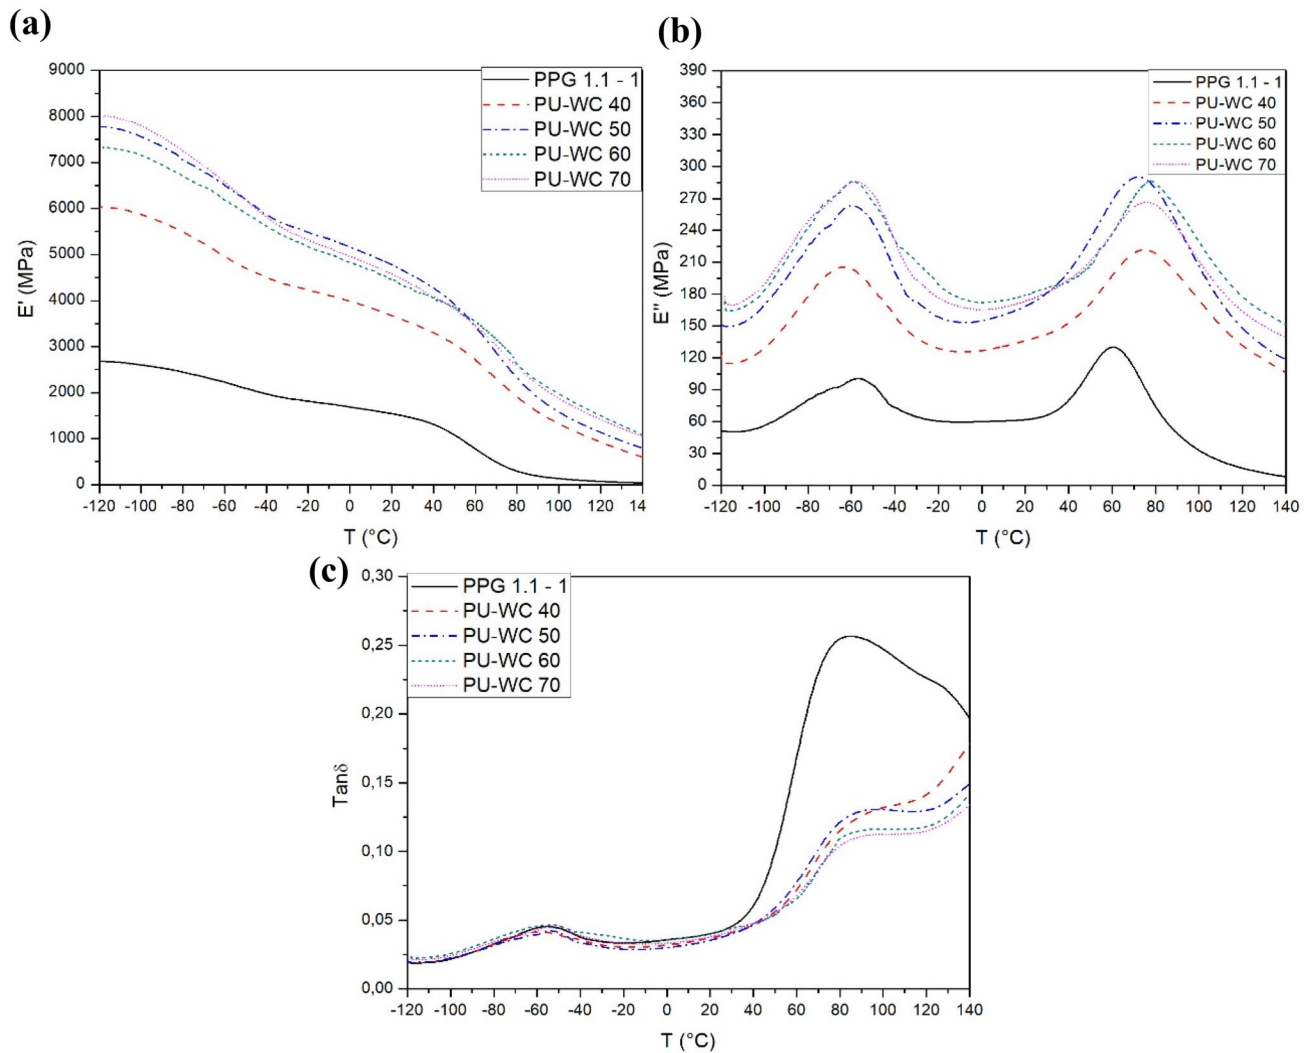 (a)
9000
8000
7000
6000
5000
4000
3000
2000
1000
0
E' (MPa)
-120 -100 -80 -60 -40 -20 0 20 40 60 80 100 120 14
T (°C)
PPG 1.1 - 1
PU-WC 40
PU-WC 50
PU-WC 60
PU-WC 70
(b)
390
360
330
300
270
240
210
180
150
120
90
60
30
0
E'' (MPa)
-120 -100 -80 -60 -40 -20 0 20 40 60 80 100 120 140
T (°C)
PPG 1.1 - 1
PU-WC 40
PU-WC 50
PU-WC 60
PU-WC 70
(c)
0,30
0,25
0,20
0,15
0,10
0,05
0,00
Tanδ
-120 -100 -80 -60 -40 -20 0 20 40 60 80 100 120 140
T (°C)
PPG 1.1 - 1
PU-WC 40
PU-WC 50
PU-WC 60
PU-WC 70